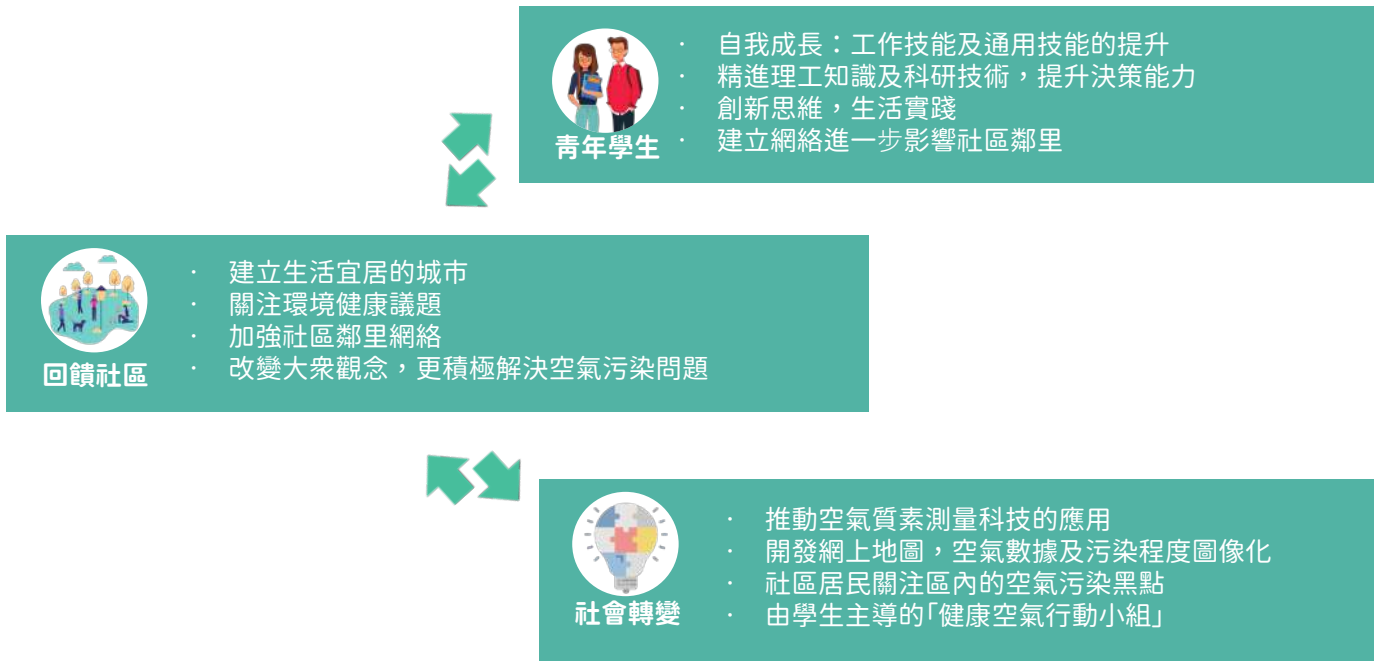 · 自我成長：工作技能及通用技能的提升
· 精進理工知識及科研技術，提升決策能力
· 創新思維，生活實踐
· 建立網絡進一步影響社區鄰里
青年學生
· 建立生活宜居的城市
· 關注環境健康議題
· 加強社區鄰里網絡
· 改變大眾觀念，更積極解決空氣污染問題
回饋社區
· 推動空氣質素測量科技的應用
· 開發網上地圖，空氣數據及污染程度圖像化
· 社區居民關注區內的空氣污染黑點
· 由學生主導的「健康空氣行動小組」
社會轉變